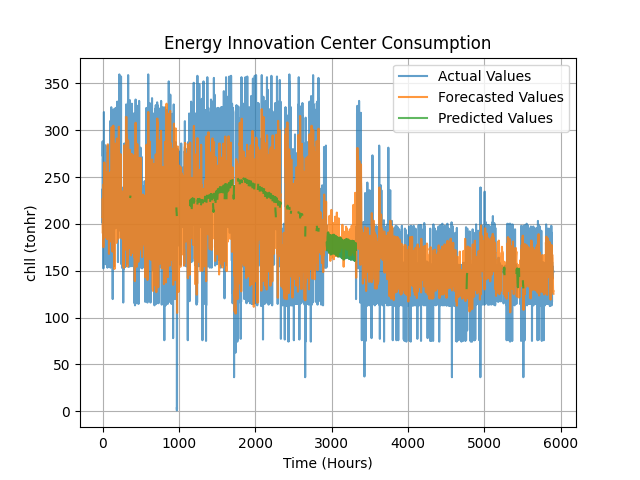 Energy Innovation Center Consumption
Actual Values
Forecasted Values
Predicted Values
chll (tonhr)
350
300
250
200
150
100
50
0
0 1000 2000 3000 4000 5000 6000
Time (Hours)